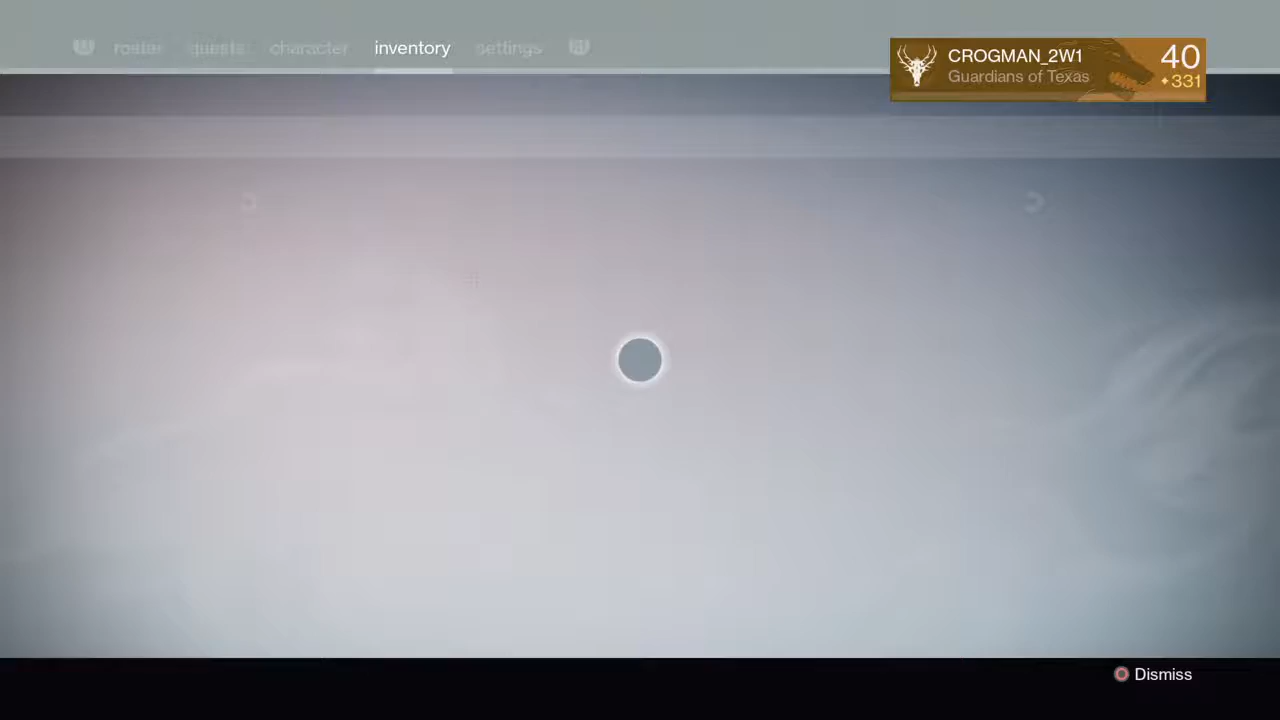 roster quests character inventory settings
CROGMAN_2W1
Guardians of Texas
40
331
Dismiss